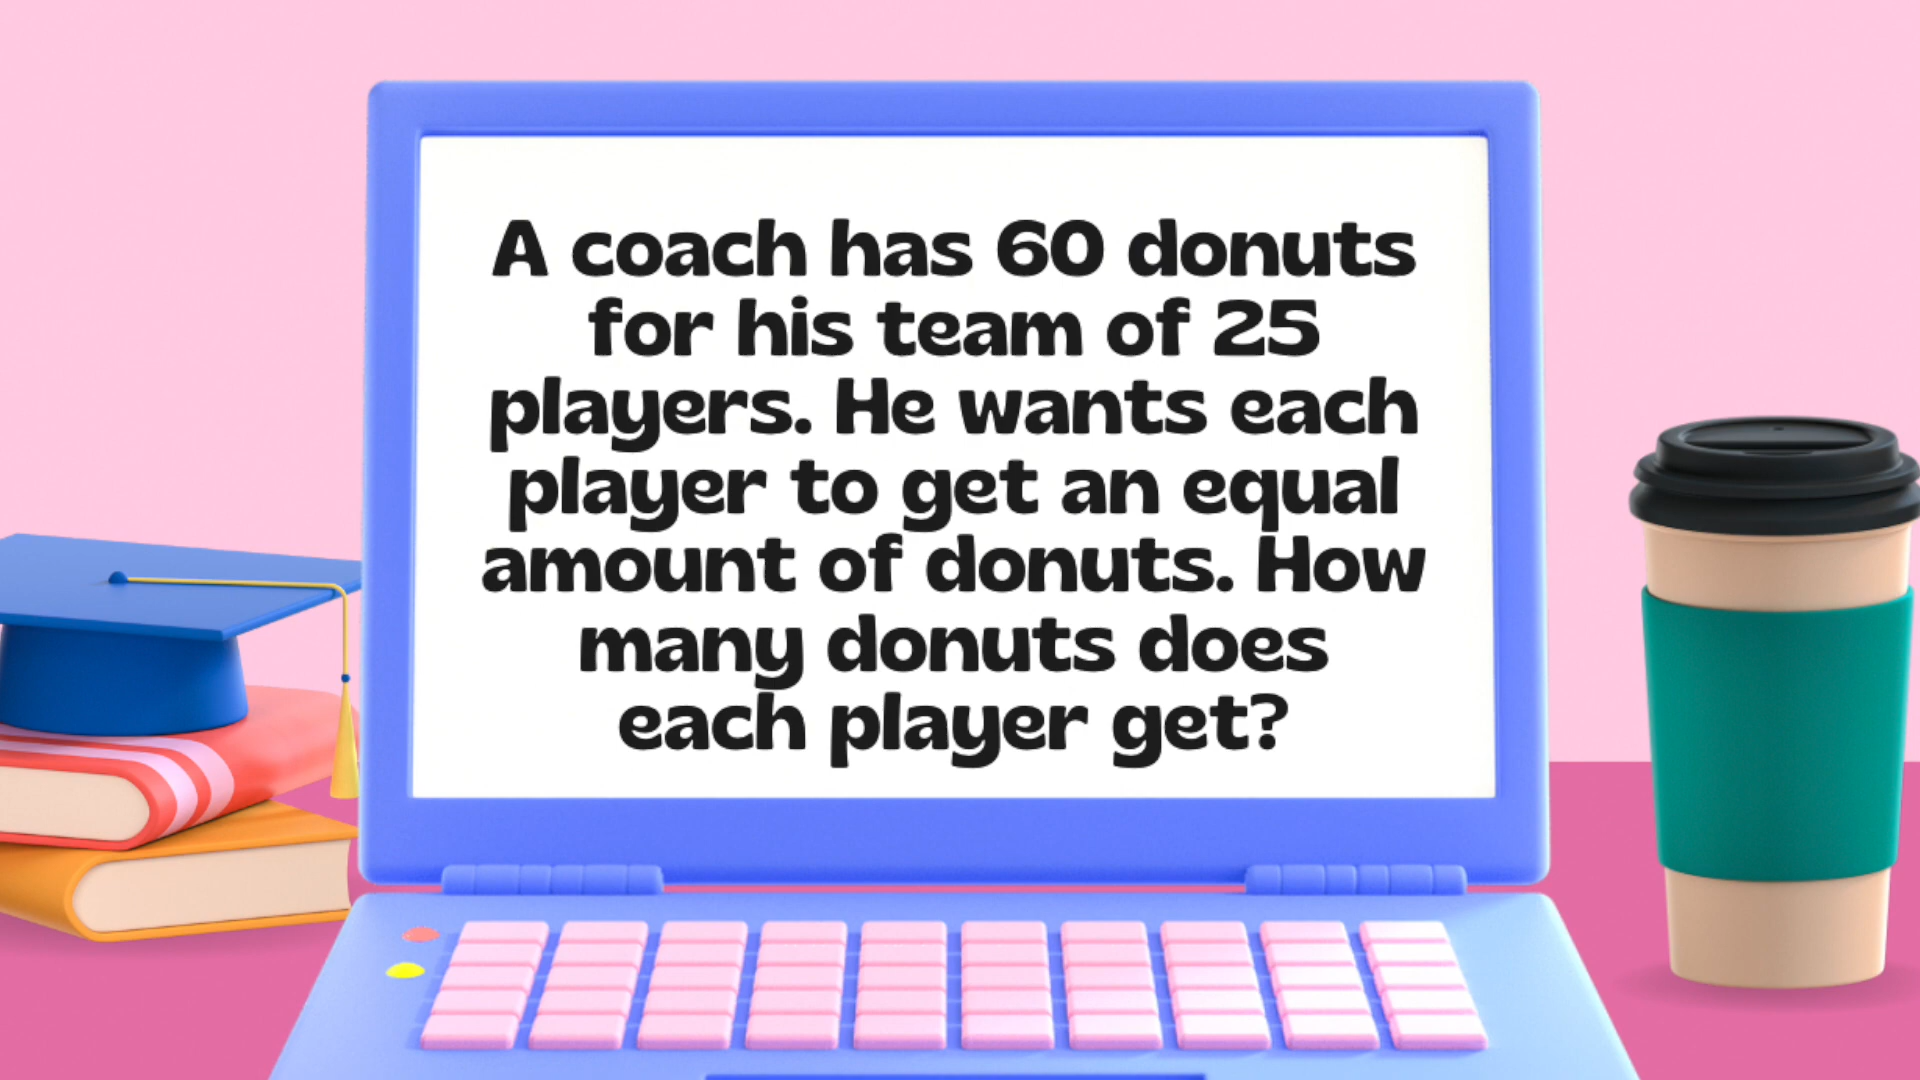 A coach has 60 donuts
for his team of 25
players. He wants each
player to get an equal
amount of donuts. How
many donuts does
each player get?